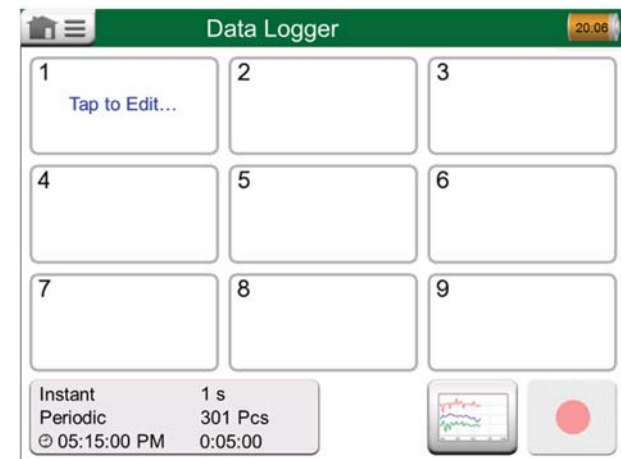 Data Logger 20:06
1 2 3
Tap to Edit...
4 5 6
7 8 9
Instant 1 s
Periodic 301 Pcs
05:15:00 PM 0:05:00